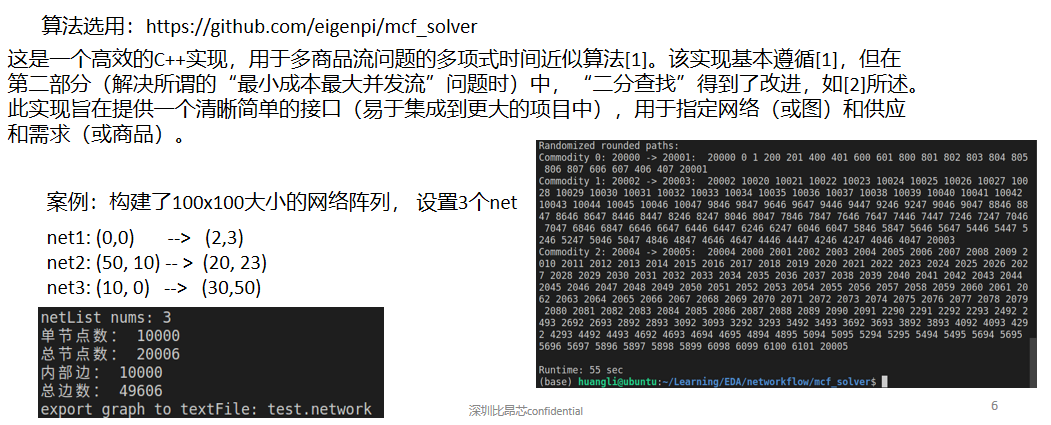 算法选用：https://github.com/eigenpi/mcf_solver
这是一个高效的C++实现，用于多商品流问题的多项式时间近似算法[1]。该实现基本遵循[1]，但在
第二部分（解决所谓的“最小成本最大并发流”问题时）中，“二分查找”得到了改进，如[2]所述。
此实现旨在提供一个清晰简单的接口（易于集成到更大的项目中），用于指定网络（或图）和供应
和需求（或商品）。
案例：构建了100x100大小的网络阵列， 设置3个net
net1: (0,0) --> (2,3)
net2: (50, 10) -- > (20, 23)
net3: (10, 0) --> (30,50)
netList nums: 3
单节点数： 10000
总节点数： 20006
内部边： 10000
总边数： 49606
export graph to textFile: test.network
Randomized rounded paths:
Commodity 0: 20000 -> 20001: 20000 0 1 200 201 400 401 600 601 800 801 802 803 804 805
806 807 606 607 406 407 20001
Commodity 1: 20002 -> 20003: 20002 10020 10021 10022 10023 10024 10025 10026 10027 100
28 10029 10030 10031 10032 10033 10034 10035 10036 10037 10038 10039 10040 10041 10042
10043 10044 10045 10046 10047 9846 9847 9646 9647 9446 9447 9246 9247 9046 9047 8846 88
47 8646 8647 8446 8447 8246 8247 8046 8047 7846 7847 7646 7647 7446 7447 7246 7247 7046
7047 6846 6847 6646 6647 6446 6447 6246 6247 6046 6047 5846 5847 5646 5647 5446 5447 5
246 5247 5046 5047 4846 4847 4646 4647 4446 4447 4246 4247 4046 4047 20003
Commodity 2: 20004 -> 20005: 20004 2000 2001 2002 2003 2004 2005 2006 2007 2008 2009 2
010 2011 2012 2013 2014 2015 2016 2017 2018 2019 2020 2021 2022 2023 2024 2025 2026 202
7 2028 2029 2030 2031 2032 2033 2034 2035 2036 2037 2038 2039 2040 2041 2042 2043 2044
2045 2046 2047 2048 2049 2050 2051 2052 2053 2054 2055 2056 2057 2058 2059 2060 2061 20
62 2063 2064 2065 2066 2067 2068 2069 2070 2071 2072 2073 2074 2075 2076 2077 2078 2079
2080 2081 2082 2083 2084 2085 2086 2087 2088 2089 2090 2091 2290 2291 2292 2293 2492 2
493 2692 2693 2892 2893 3092 3093 3292 3293 3492 3493 3692 3693 3892 3893 4092 4093 429
2 4293 4492 4493 4692 4693 4694 4695 4894 4895 5094 5095 5294 5295 5494 5495 5694 5695
5696 5697 5896 5897 5898 5899 6098 6099 6100 6101 20005
Runtime: 55 sec
(base) huangli@ubuntu:~/Learning/EDA/networkflow/mcf_solver$
深圳比昂芯confidential
6